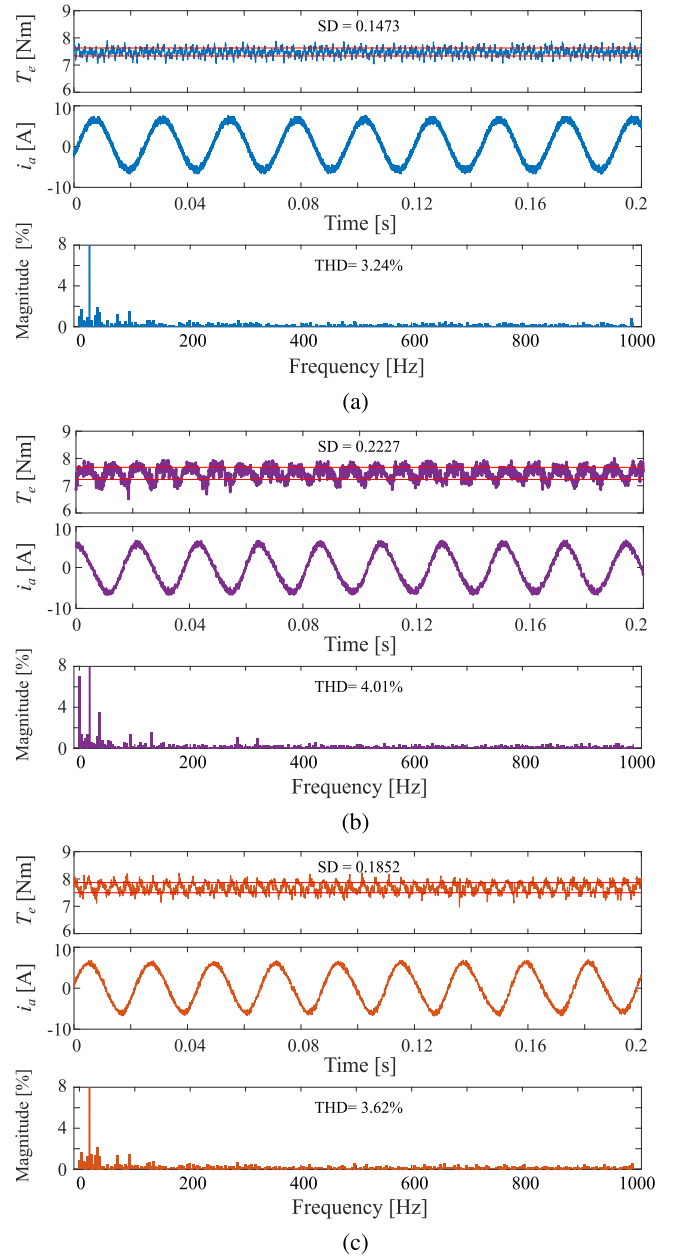 9
8
7
6
T_e [Nm]
SD = 0.1473
10
0
-10
i_a [A]
0 0.04 0.08 0.12 0.16 0.2
Time [s]
8
4
0
Magnitude [%]
THD= 3.24%
0 200 400 600 800 1000
Frequency [Hz]
(a)
9
8
7
6
T_e [Nm]
SD = 0.2227
10
0
-10
i_a [A]
0 0.04 0.08 0.12 0.16 0.2
Time [s]
8
4
0
Magnitude [%]
THD= 4.01%
0 200 400 600 800 1000
Frequency [Hz]
(b)
9
8
7
6
T_e [Nm]
SD = 0.1852
10
0
-10
i_a [A]
0 0.04 0.08 0.12 0.16 0.2
Time [s]
8
4
0
Magnitude [%]
THD= 3.62%
0 200 400 600 800 1000
Frequency [Hz]
(c)